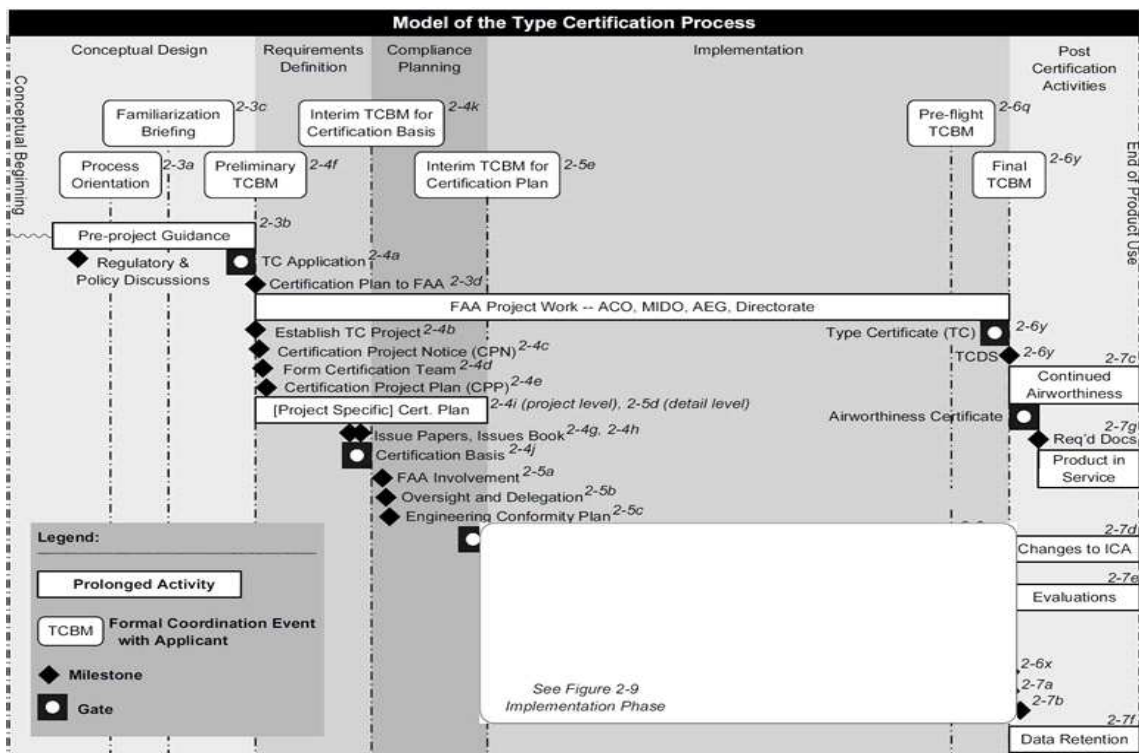 Model of the Type Certification Process
Conceptual Design
Requirements
Definition
Compliance
Planning
Implementation
Post
Certification
Activities
Conceptual Beginning
End of Product Use
Familiarization
Briefing
2-3c
Interim TCBM for
Certification Basis
2-4k
Pre-flight
TCBM
2-6q
Process
Orientation
2-3a
Preliminary
TCBM
2-4f
Interim TCBM for
Certification Plan
2-5e
Final
TCBM
2-6y
Pre-project Guidance
2-3b
Regulatory &
Policy Discussions
TC Application 2-4a
Certification Plan to FAA 2-3d
FAA Project Work -- ACO, MIDO, AEG, Directorate
Establish TC Project 2-4b
Type Certificate (TC)
2-6y
Certification Project Notice (CPN) 2-4c
TCDS
2-6y
2-7c
Form Certification Team 2-4d
Continued
Airworthiness
Certification Project Plan (CPP) 2-4e
[Project Specific] Cert. Plan
2-4i (project level), 2-5d (detail level)
Airworthiness Certificate
2-7g
Issue Papers, Issues Book 2-4g, 2-4h
Req'd Docs
Certification Basis 2-4j
Product in
Service
FAA Involvement 2-5a
Oversight and Delegation 2-5b
Engineering Conformity Plan 2-5c
2-7d
Changes to ICA
2-7e
Evaluations
See Figure 2-9
Implementation Phase
2-6x
2-7a
2-7b
2-7f
Data Retention
Legend:
Prolonged Activity
TCBM
Formal Coordination Event
with Applicant
Milestone
Gate